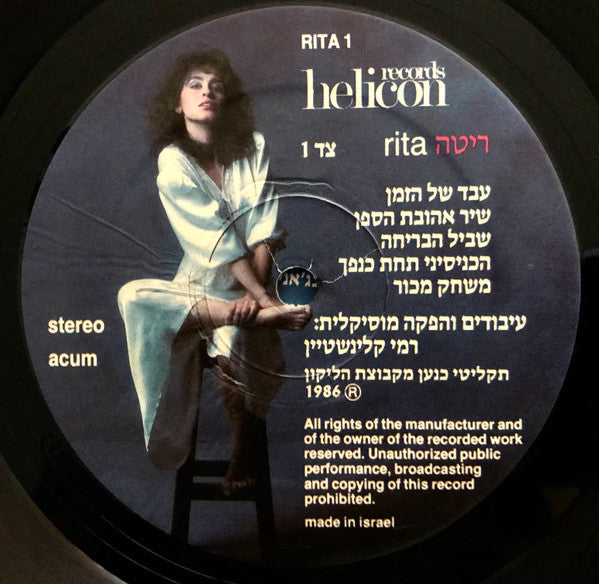 RITA 1
helicon records
rita ריטה
צד 1
עבד של הזמן
שיר אהובת הספן
שביל הבריחה
הכניסיני תחת כנפך
משחק מכור
stereo
acum
עיבודים והפקה מוסיקלית:
רמי קלינשטיין
תקליטי כנען מקבוצת הליקון
1986 ®
All rights of the manufacturer and
of the owner of the recorded work
reserved. Unauthorized public
performance, broadcasting
and copying of this record
prohibited.
made in israel